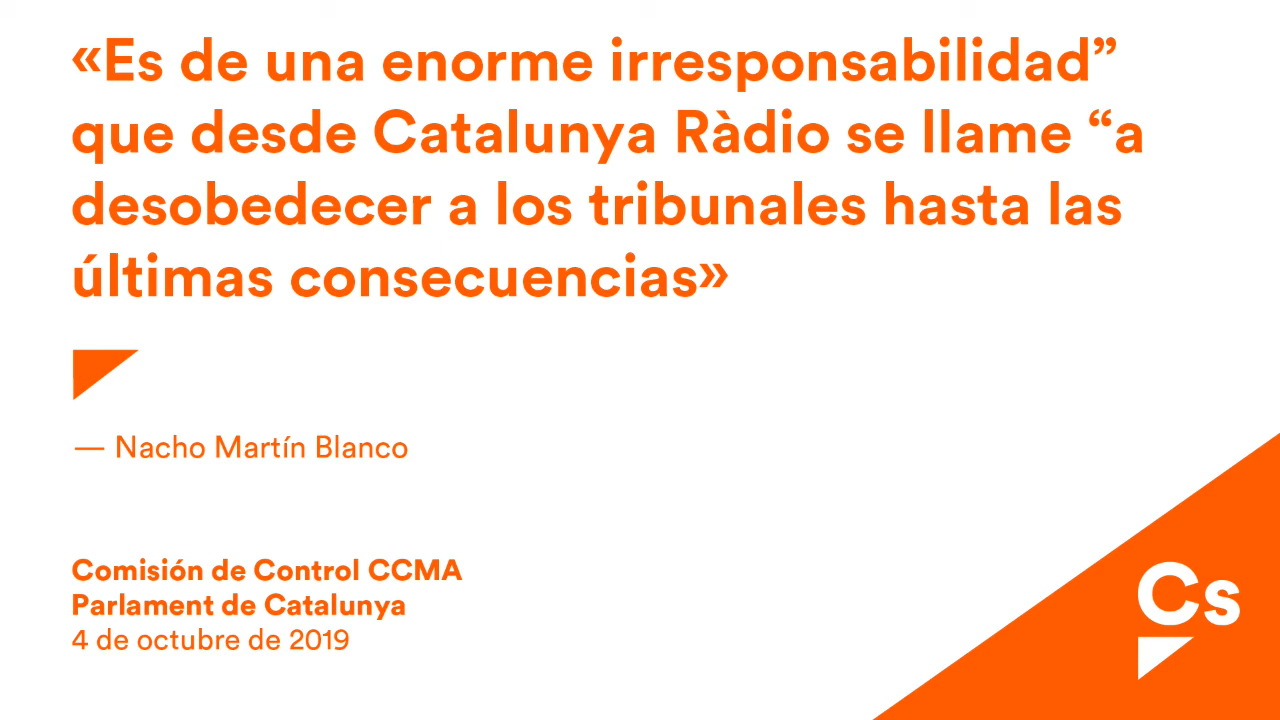 «Es de una enorme irresponsabilidad”
que desde Catalunya Ràdio se llame “a
desobedecer a los tribunales hasta las
últimas consecuencias»
— Nacho Martín Blanco
Comisión de Control CCMA
Parlament de Catalunya
4 de octubre de 2019
Cs